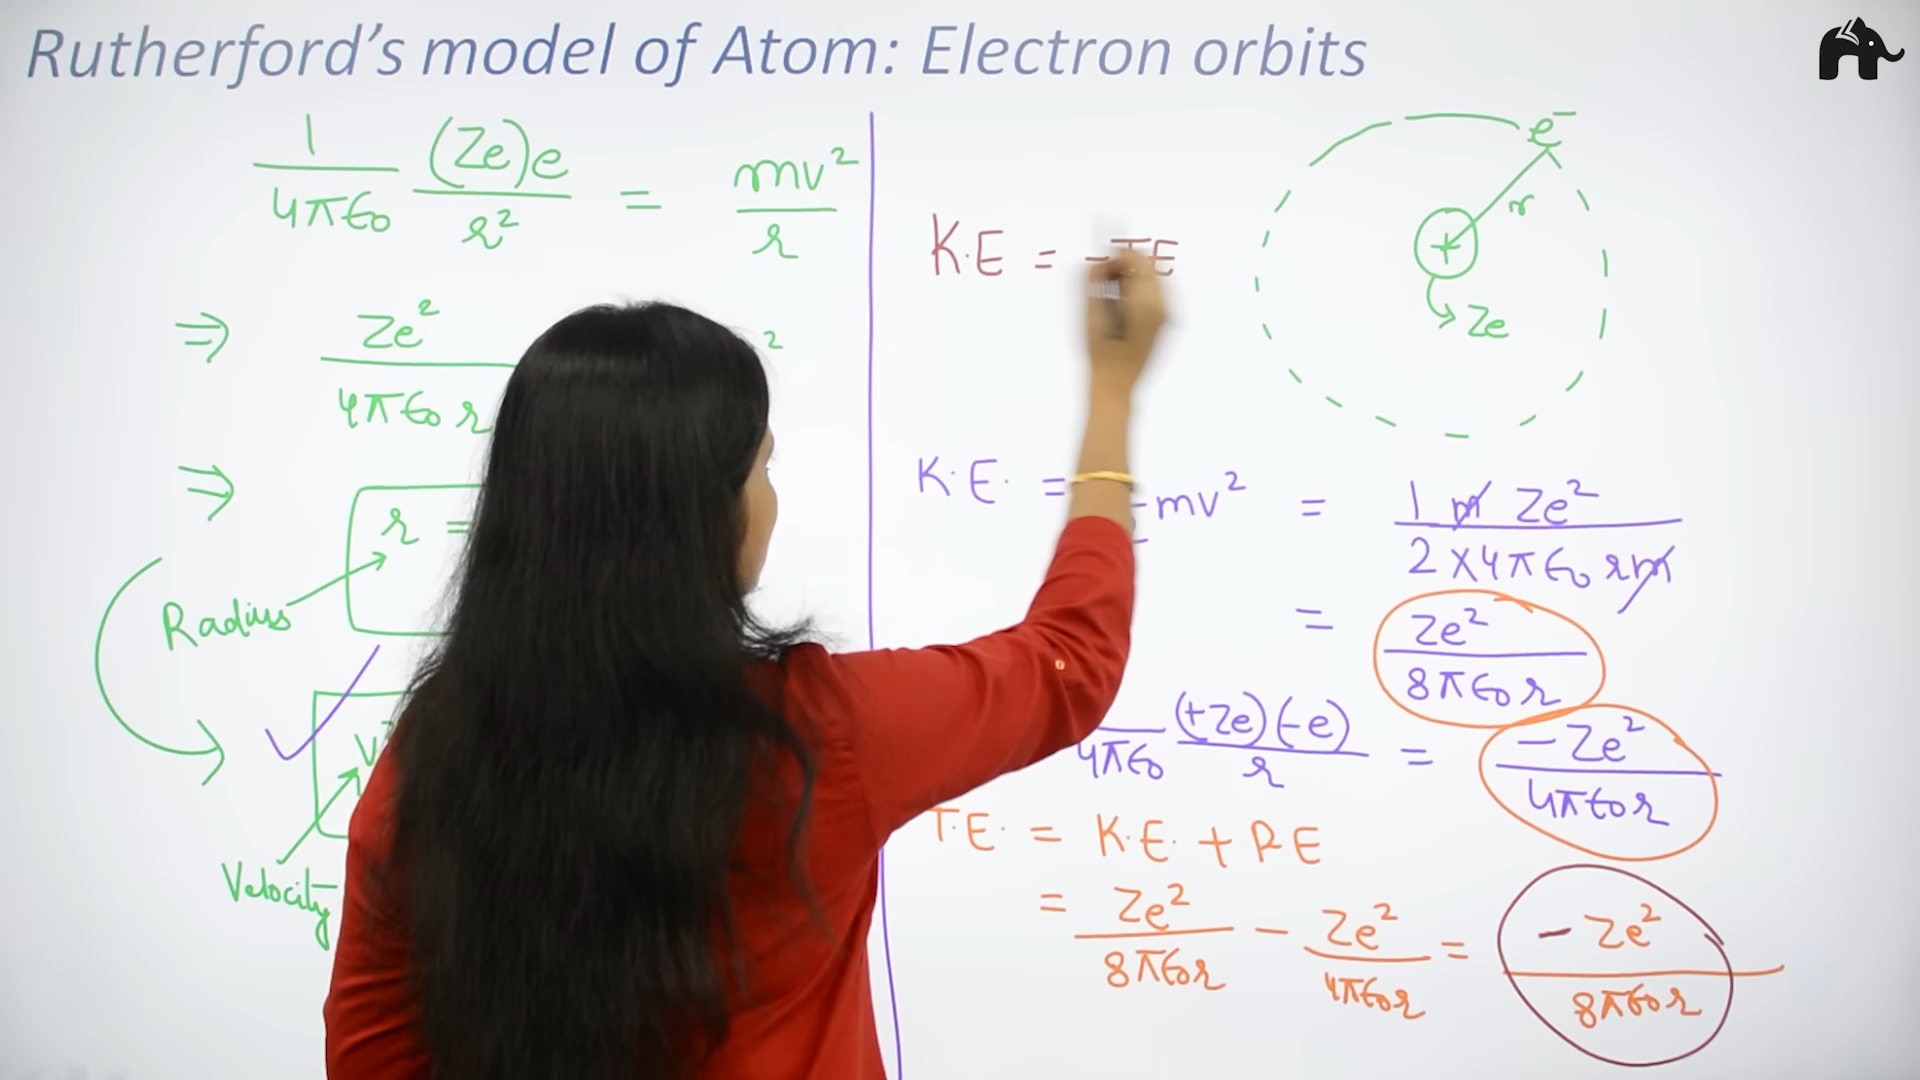 Rutherford's model of Atom: Electron orbits
1/4πϵ₀ (Ze)e/r² = mv²/r
⇒ Ze²/4πϵ₀r ²
⇒ r =
Radius
v
Velocity
e⁻
r
+
Ze
K.E = -TE
K.E. = mv² = 1 m Ze²/2×4πϵ₀rm
= Ze²/8πϵ₀r
4πϵ₀ (+Ze)(-e)/r = -Ze²/4πϵ₀r
T.E. = K.E. + P.E
= Ze²/8πϵ₀r - Ze²/4πϵ₀r = -Ze²/8πϵ₀r